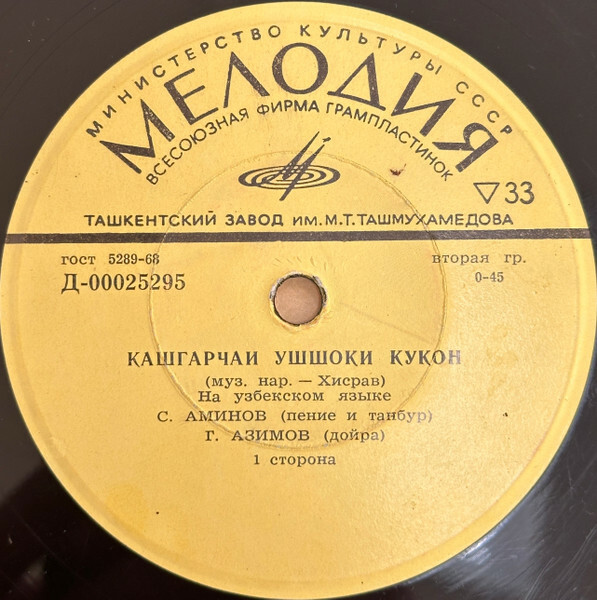 МИНИСТЕРСТВО КУЛЬТУРЫ СССР
МЕЛОДИЯ
ВСЕСОЮЗНАЯ ФИРМА ГРАМПЛАСТИНОК
▽33
ТАШКЕНТСКИЙ ЗАВОД ИМ. М. Т. ТАШМУХАМЕДОВА
гост 5289-68
вторая гр.
Д-00025295
0-45
ҚАШГАРЧАИ УШШОҚИ ҚУҚОН
(муз. нар. — Хисрав)
На узбекском языке
С. АМИНОВ (пение и танбур)
Г. АЗИМОВ (дойра)
1 сторона